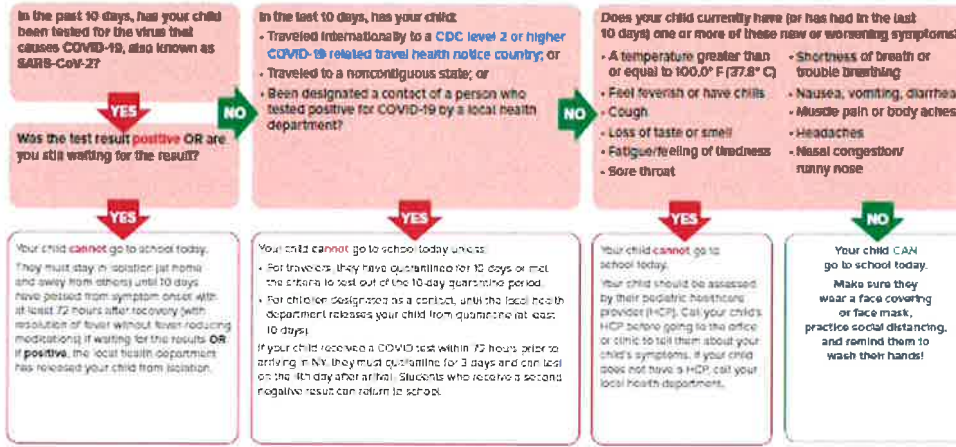 In the past 10 days, has your child
been tested for the virus that
causes COVID-19, also known as
SARS-CoV-2?
YES
Was the test result positive OR are
you still waiting for the result?
NO
In the last 10 days, has your child:
• Traveled internationally to a CDC level 2 or higher
COVID-19 related travel health notice country; or
• Traveled to a noncontiguous state; or
• Been designated a contact of a person who
tested positive for COVID-19 by a local health
department?
NO
Does your child currently have (or has had in the last
10 days) one or more of these new or worsening symptoms?
• A temperature greater than
or equal to 100.0° F (37.8° C)
• Feel feverish or have chills
• Cough
• Loss of taste or smell
• Fatigue/feeling of tiredness
• Sore throat
• Shortness of breath or
trouble breathing
• Nausea, vomiting, diarrhea
• Muscle pain or body aches
• Headaches
• Nasal congestion/
runny nose
YES
Your child cannot go to school today.
They must stay in isolation (at home
and away from others) until 10 days
have passed from symptom onset with
at least 72 hours after recovery (with
resolution of fever without fever reducing
medications) if waiting for the results OR
if positive, the local health department
has released your child from isolation.
YES
Your child cannot go to school today unless:
• For travelers, they have quarantined for 10 days or met
the criteria to test out of the 10-day quarantine period.
• For children designated as a contact, until the local health
department releases your child from quarantine (at least
10 days).
If your child received a COVID test within 72 hours prior to
arriving in NY, they must quarantine for 3 days and can test
on the 4th day after arrival. Students who receive a second
negative result can return to school.
YES
Your child cannot go to
school today.
Your child should be assessed
by their pediatric healthcare
provider (HCP). Call your child's
HCP before going to the office
or clinic to tell them about your
child's symptoms. If your child
does not have a HCP, call your
local health department.
NO
Your child CAN
go to school today.
Make sure they
wear a face covering
or face mask,
practice social distancing,
and remind them to
wash their hands!